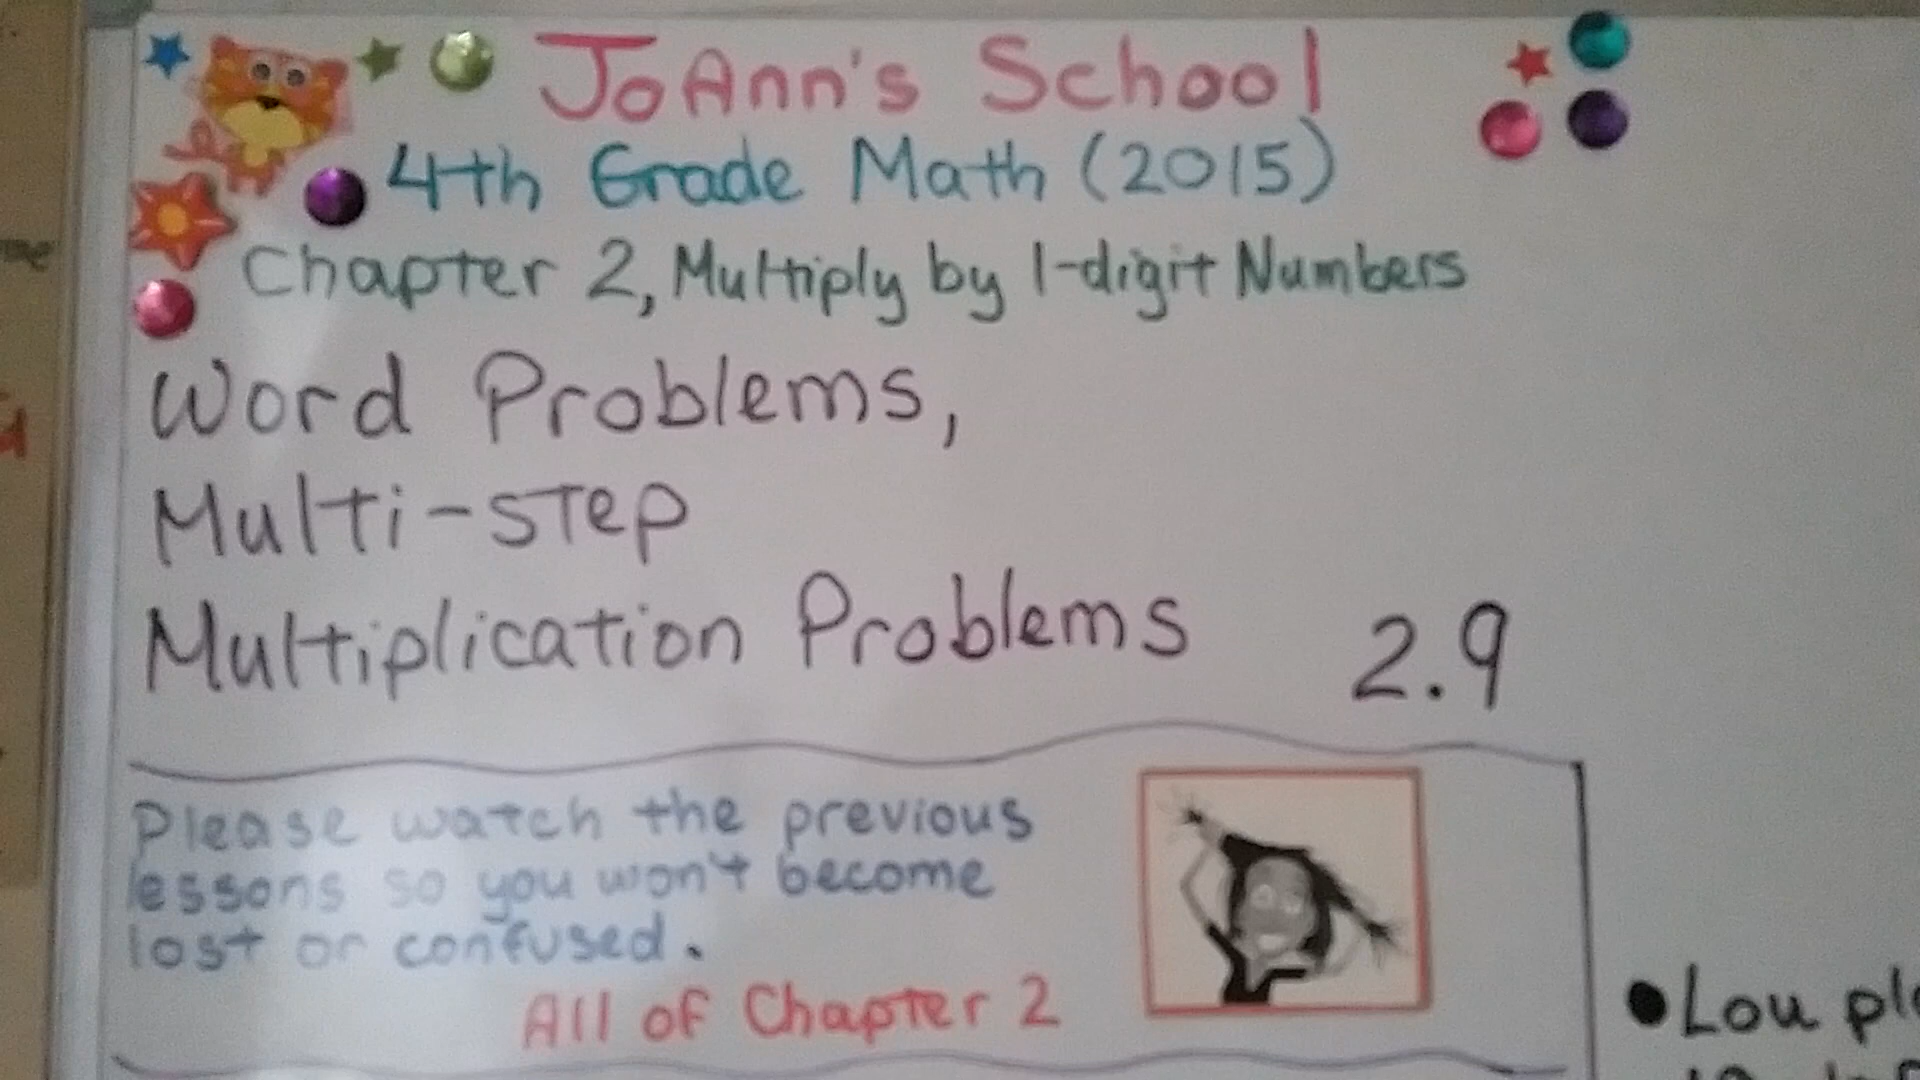 JoAnn's School
4th Grade Math (2015)
Chapter 2, Multiply by 1-digit Numbers
Word Problems,
Multi-step
Multiplication Problems 2.9
Please watch the previous
lessons so you won't become
lost or confused.
All of Chapter 2
• Lou